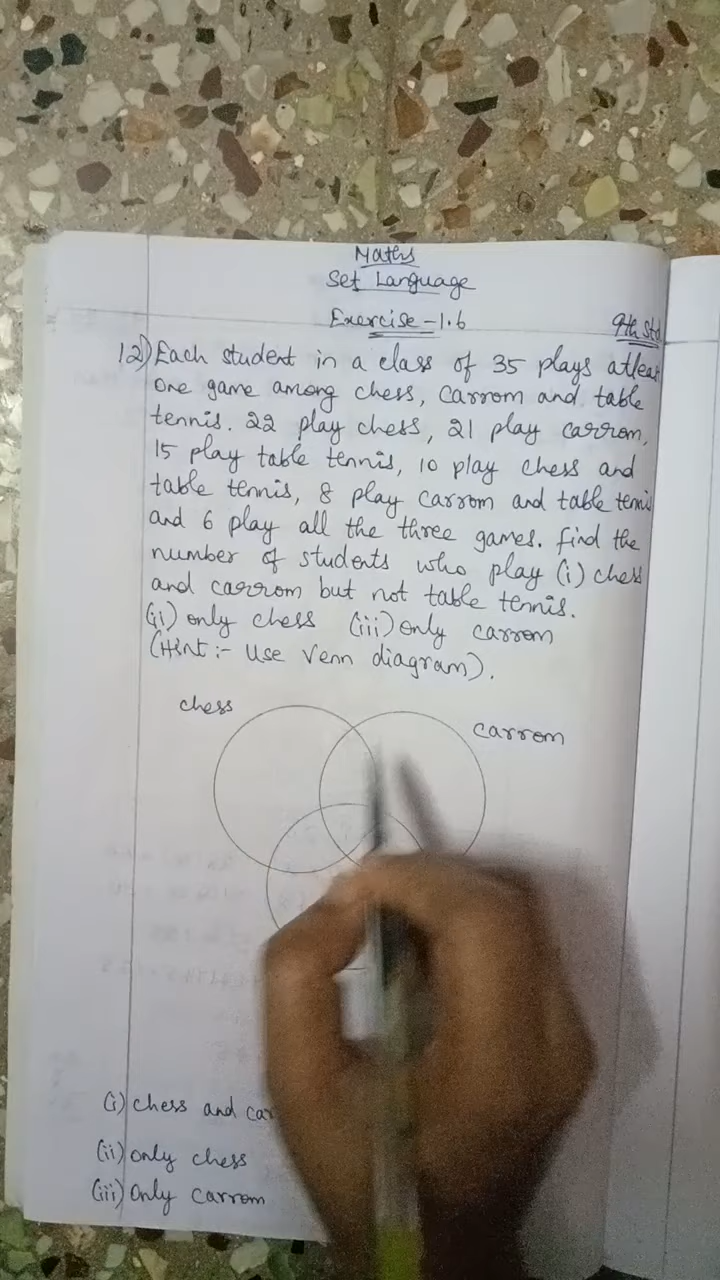 Maths
Set Language
Exercise-1.6
9th Std
12) Each student in a class of 35 plays atleast
one game among chess, carrom and table
tennis. 22 play chess, 21 play carrom,
15 play table tennis, 10 play chess and
table tennis, 8 play carrom and table tennis
and 6 play all the three games. find the
number of students who play (i) chess
and carrom but not table tennis.
(ii) only chess (iii) only carrom
(Hint :- Use Venn diagram).
chess
carrom
(i) chess and
(ii) only chess
(iii) Only carrom